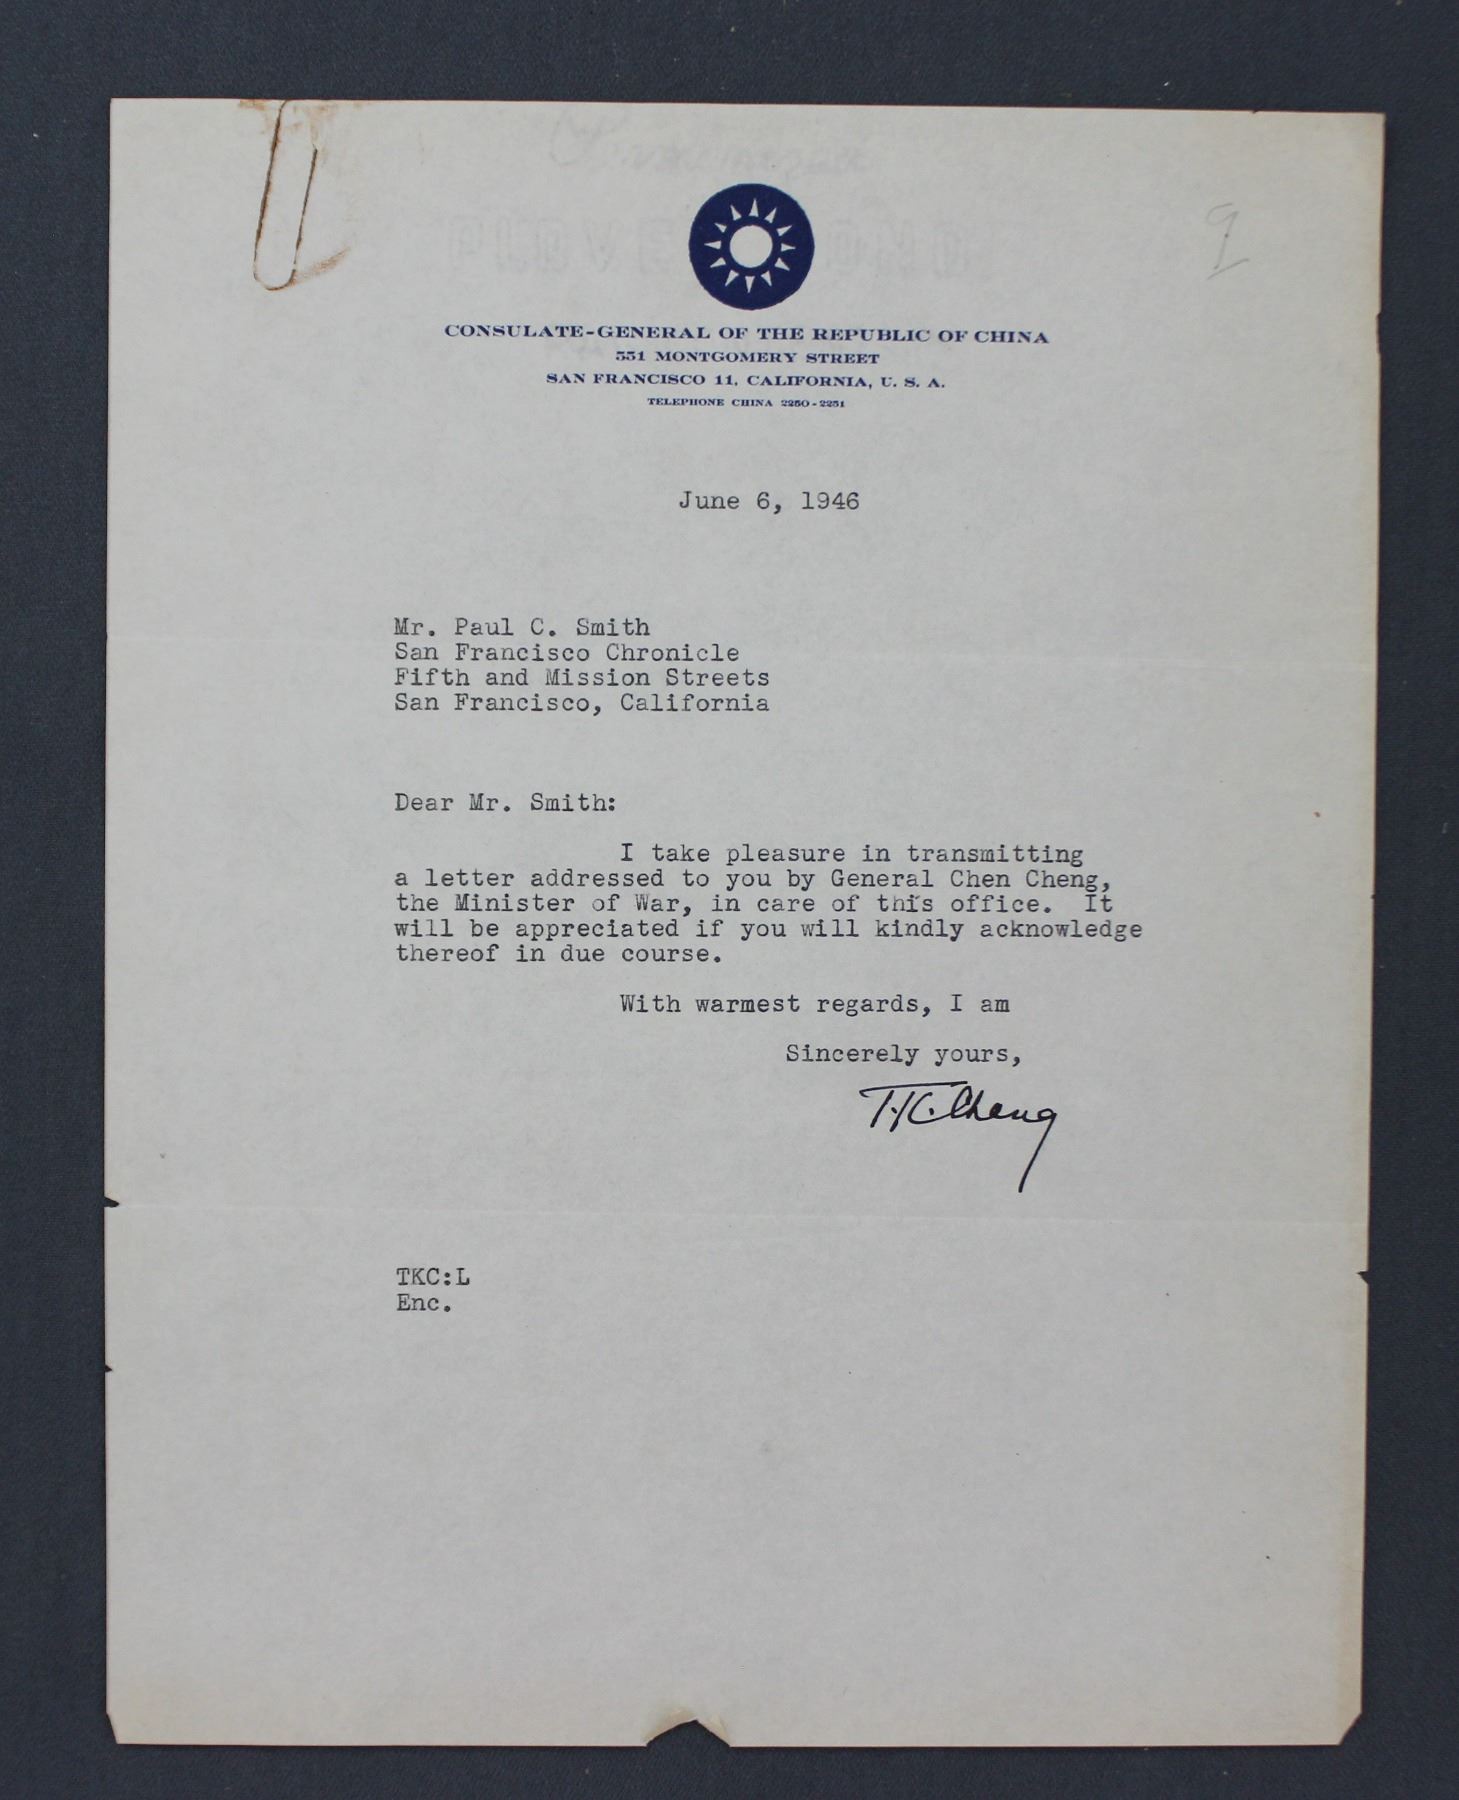 9
CONSULATE-GENERAL OF THE REPUBLIC OF CHINA
551 MONTGOMERY STREET
SAN FRANCISCO 11, CALIFORNIA, U. S. A.
TELEPHONE CHINA 2250-2251
June 6, 1946
Mr. Paul C. Smith
San Francisco Chronicle
Fifth and Mission Streets
San Francisco, California
Dear Mr. Smith:
I take pleasure in transmitting
a letter addressed to you by General Chen Cheng,
the Minister of War, in care of this office. It
will be appreciated if you will kindly acknowledge
thereof in due course.
With warmest regards, I am
Sincerely yours,
T.K. Cheng
TKC:L
Enc.